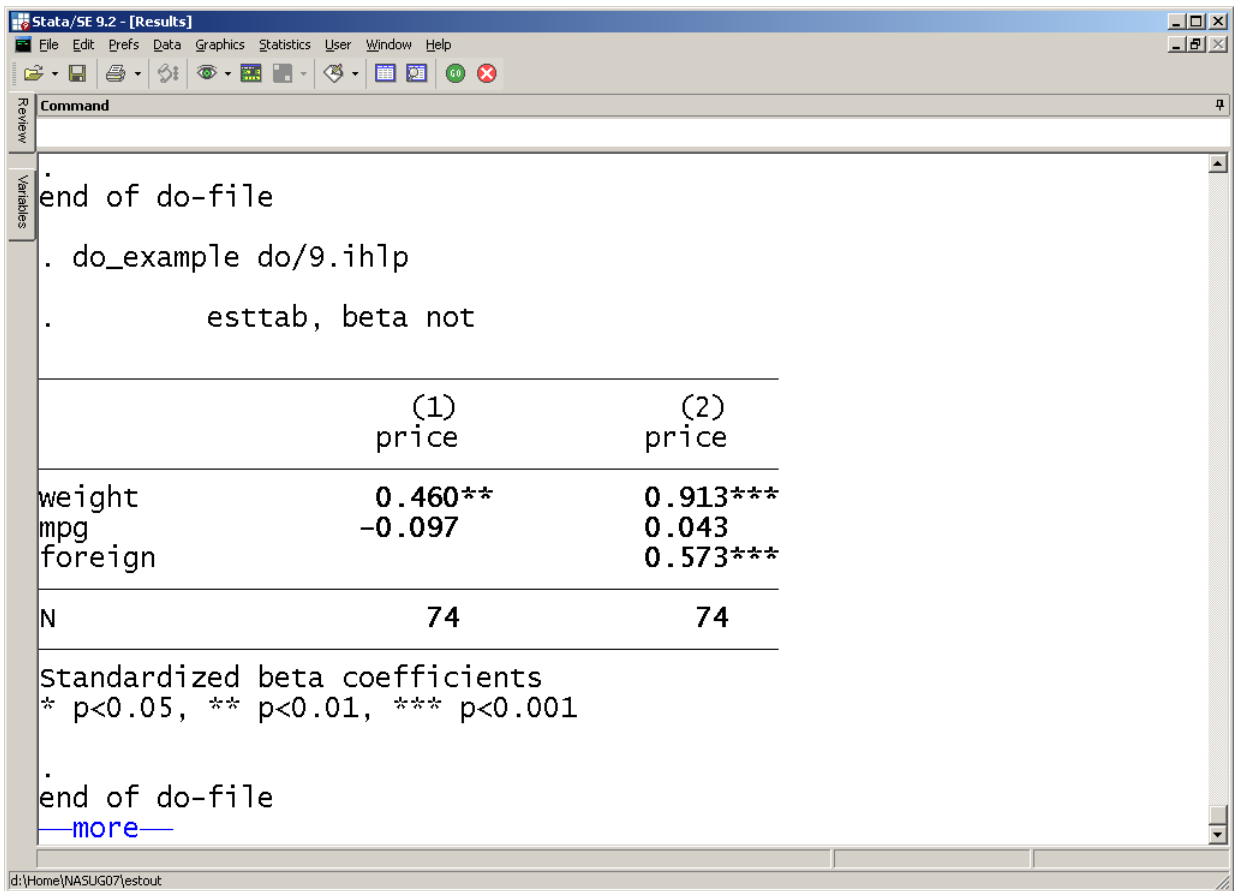 Stata/SE 9.2 - [Results]
File Edit Prefs Data Graphics Statistics User Window Help
GO
Review
Command
Variables
.
end of do-file
. do_example do/9.ihlp
. esttab, beta not
(1) (2)
price price
weight 0.460** 0.913***
mpg -0.097 0.043
foreign 0.573***
N 74 74
Standardized beta coefficients
* p<0.05, ** p<0.01, *** p<0.001
.
end of do-file
—more—
d:\Home\NASUG07\estout